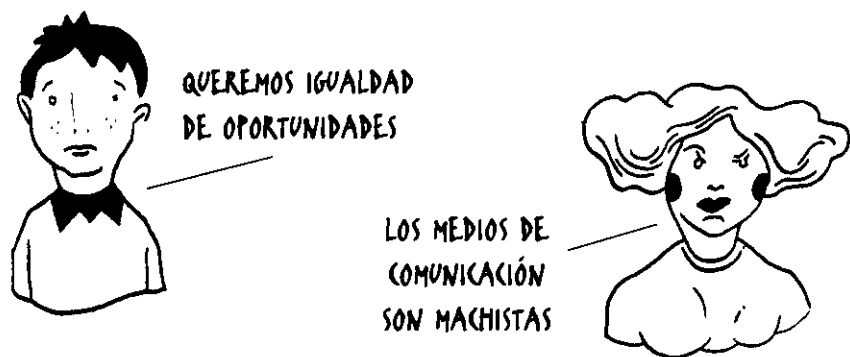 QUEREMOS IGUALDAD
DE OPORTUNIDADES
LOS MEDIOS DE
COMUNICACIÓN
SON MACHISTAS